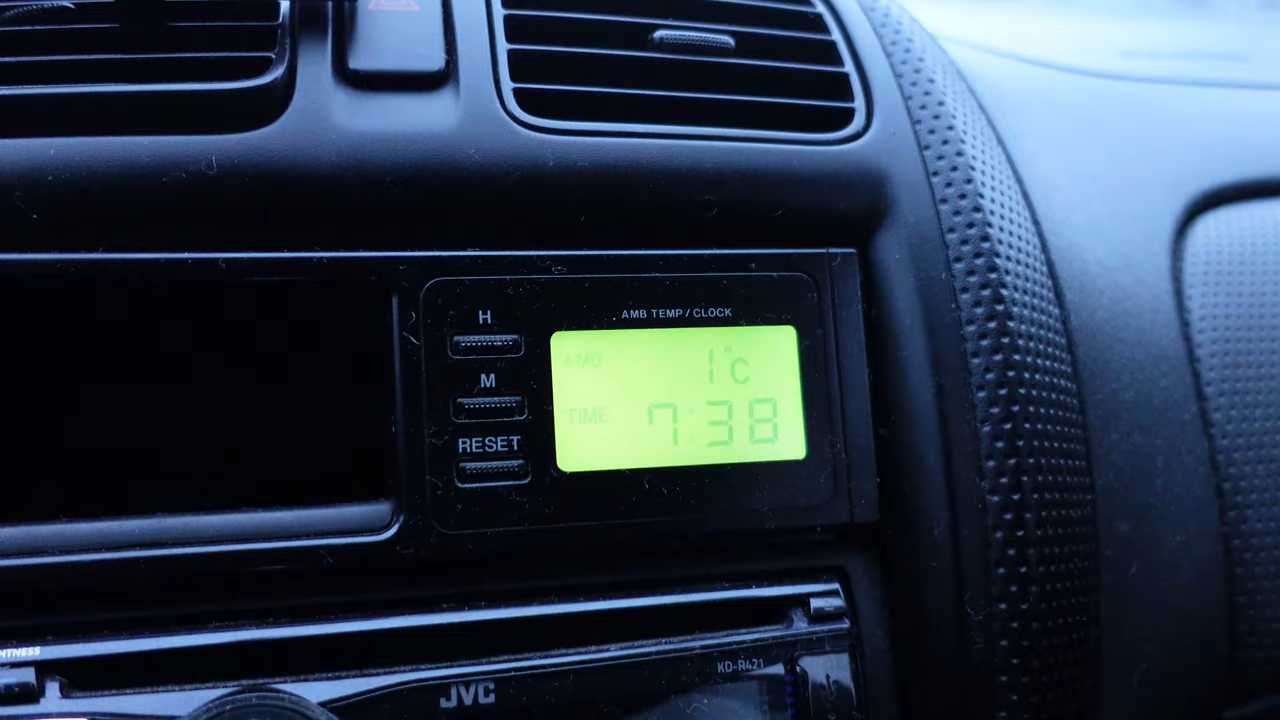 H
AMB TEMP / CLOCK
AMB 1°C
M
TIME 7:38
RESET
KD-R421
JVC